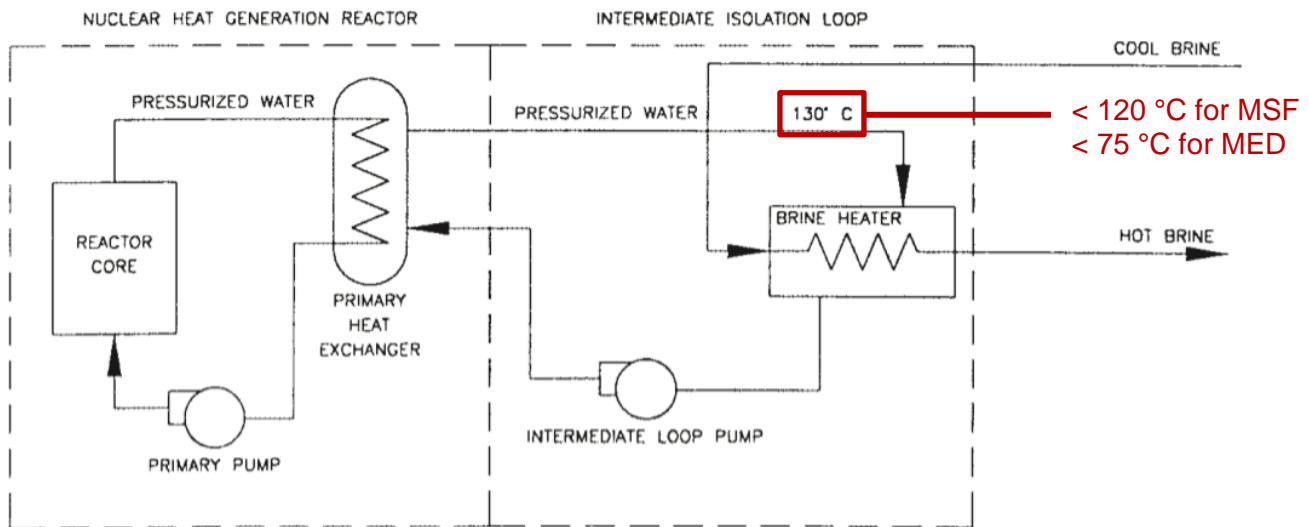 NUCLEAR HEAT GENERATION REACTOR
INTERMEDIATE ISOLATION LOOP
COOL BRINE
PRESSURIZED WATER
PRESSURIZED WATER
130° C
< 120 °C for MSF
< 75 °C for MED
REACTOR
CORE
BRINE HEATER
HOT BRINE
PRIMARY
HEAT
EXCHANGER
INTERMEDIATE LOOP PUMP
PRIMARY PUMP